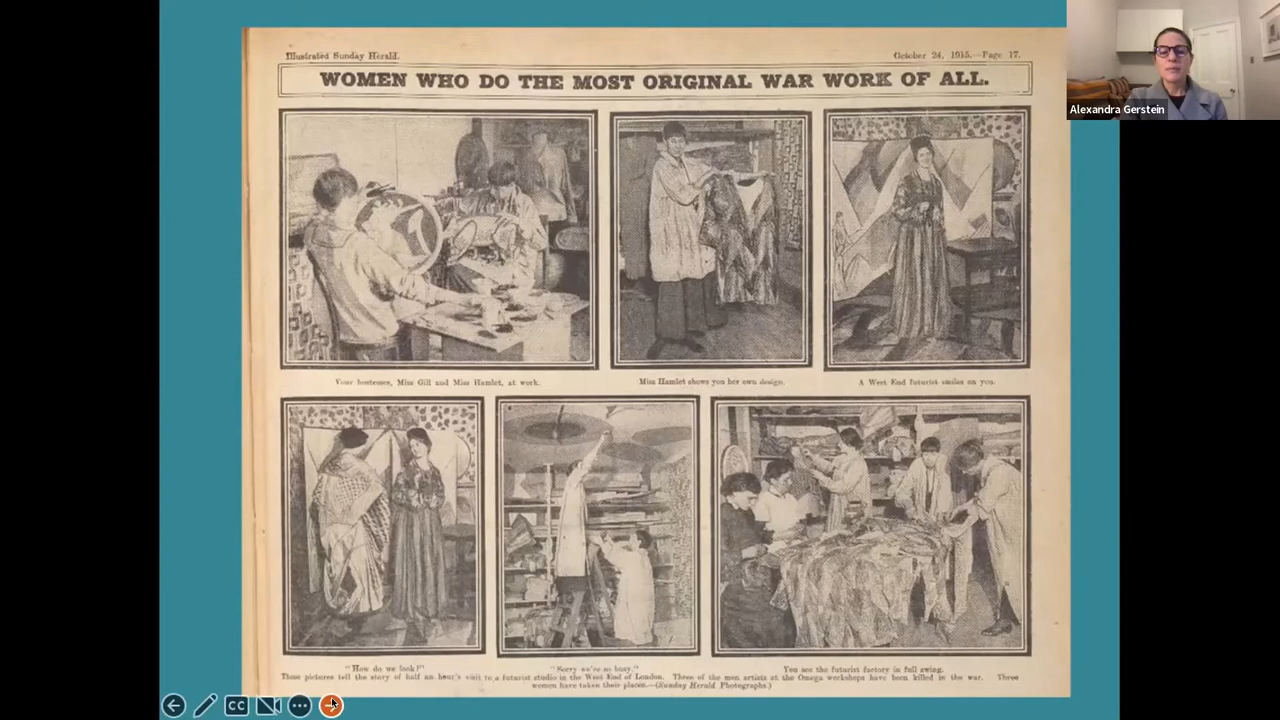 Illustrated Sunday Herald.
October 24, 1915.—Page 17.
WOMEN WHO DO THE MOST ORIGINAL WAR WORK OF ALL.
Alexandra Gerstein
Your hostesses, Miss Gill and Miss Hamlet, at work.
Miss Hamlet shows you her own design.
A West End futurist smiles on you.
"How do we look?"
"Sorry we're so busy."
You see the futurist factory in full swing.
These pictures tell the story of half an hour's visit to a futurist studio in the West End of London. Three of the men artists at the Omega workshops have been killed in the war. Three
women have taken their places.—(Sunday Herald Photographs.)
CC